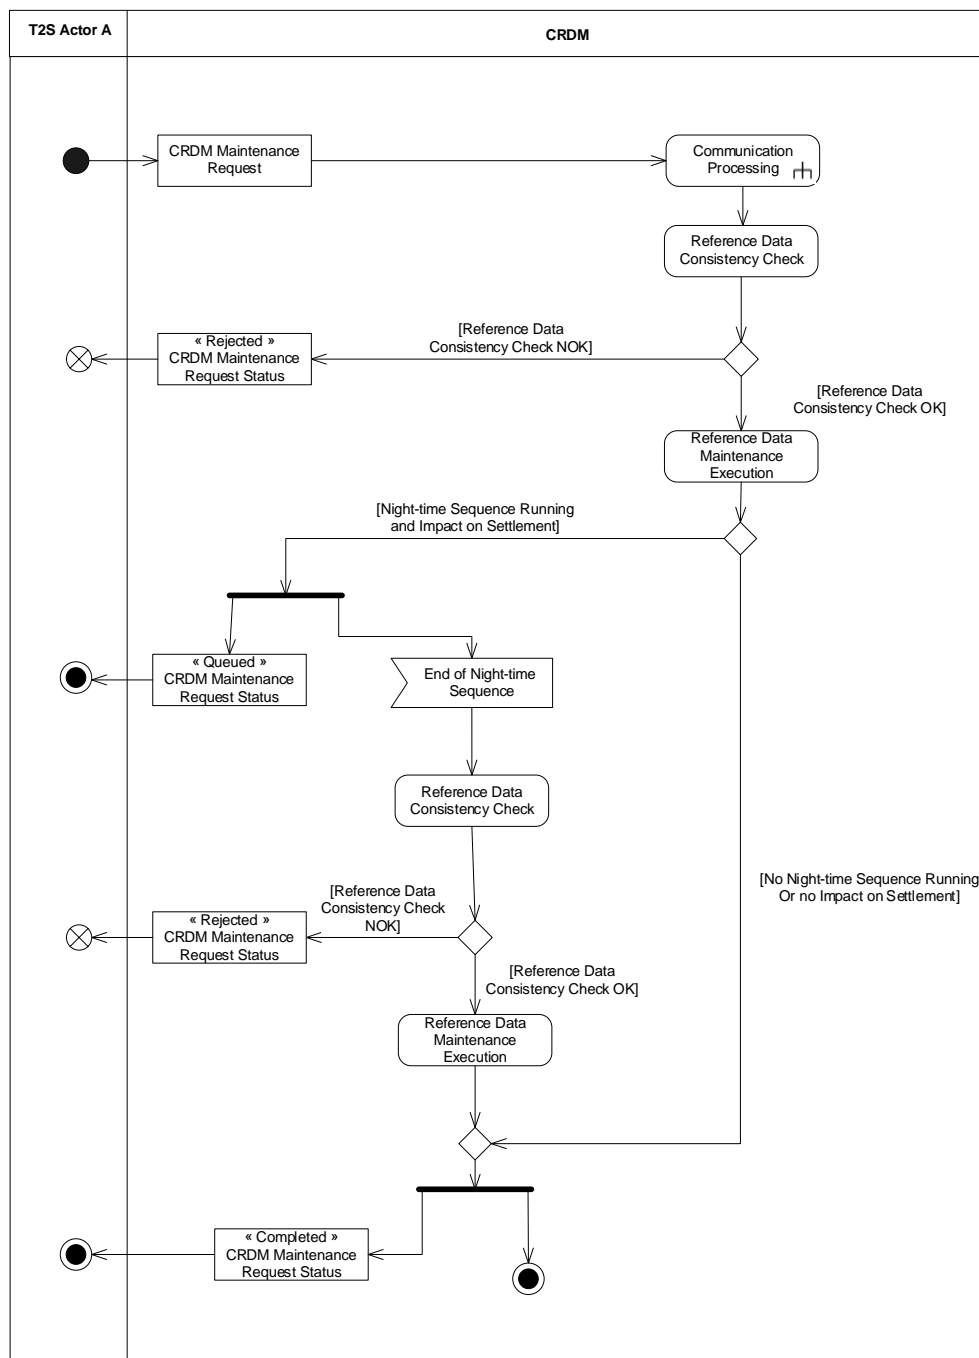 T2S Actor A
CRDM
CRDM Maintenance
Request
Communication
Processing
Reference Data
Consistency Check
[Reference Data
Consistency Check NOK]
« Rejected »
CRDM Maintenance
Request Status
[Reference Data
Consistency Check OK]
Reference Data
Maintenance
Execution
[Night-time Sequence Running
and Impact on Settlement]
« Queued »
CRDM Maintenance
Request Status
End of Night-time
Sequence
Reference Data
Consistency Check
[No Night-time Sequence Running
Or no Impact on Settlement]
[Reference Data
Consistency Check
NOK]
« Rejected »
CRDM Maintenance
Request Status
[Reference Data
Consistency Check OK]
Reference Data
Maintenance
Execution
« Completed »
CRDM Maintenance
Request Status